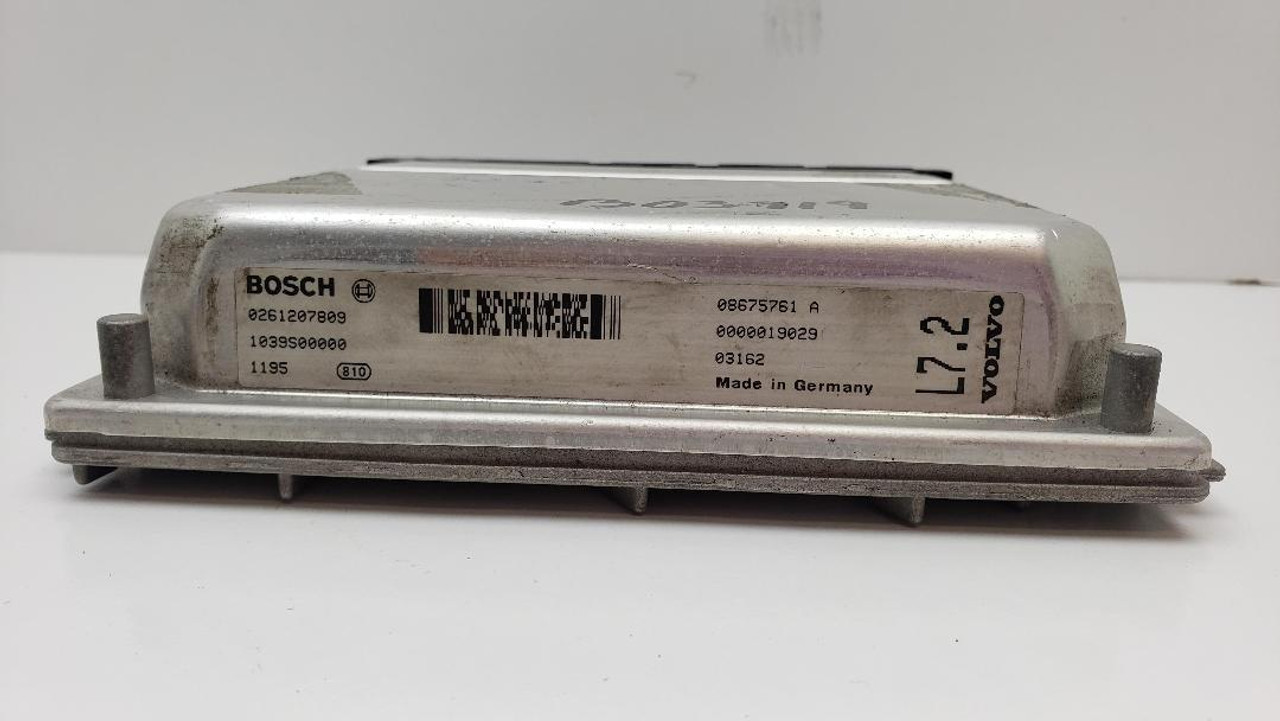 BOSCH
0261207809
1039S00000
1195 810
08675761 A
0000019029
03162
Made in Germany
L7.2
VOLVO